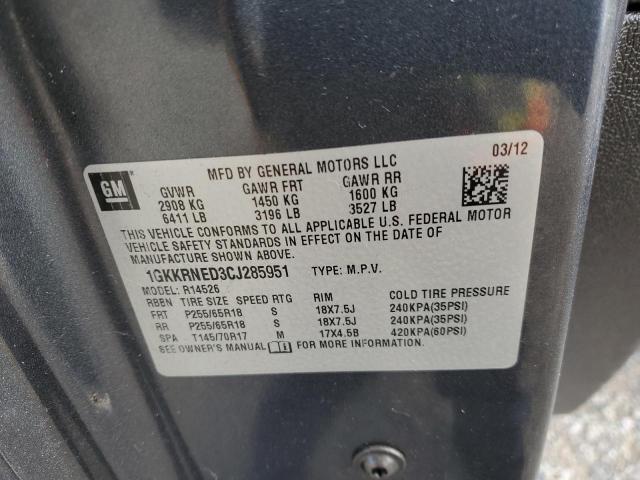 MFD BY GENERAL MOTORS LLC 03/12
GM
GVWR GAWR FRT GAWR RR
2908 KG 1450 KG 1600 KG
6411 LB 3196 LB 3527 LB
THIS VEHICLE CONFORMS TO ALL APPLICABLE U.S. FEDERAL MOTOR
VEHICLE SAFETY STANDARDS IN EFFECT ON THE DATE OF
MANUFACTURE SHOWN ABOVE.
1GKKRNED3CJ285951 TYPE: M.P.V.
MODEL: R14526
RBBN TIRE SIZE SPEED RTG RIM COLD TIRE PRESSURE
FRT P255/65R18 S 18X7.5J 240KPA(35PSI)
RR P255/65R18 S 18X7.5J 240KPA(35PSI)
SPA T145/70R17 M 17X4.5B 420KPA(60PSI)
SEE OWNER'S MANUAL FOR MORE INFORMATION.